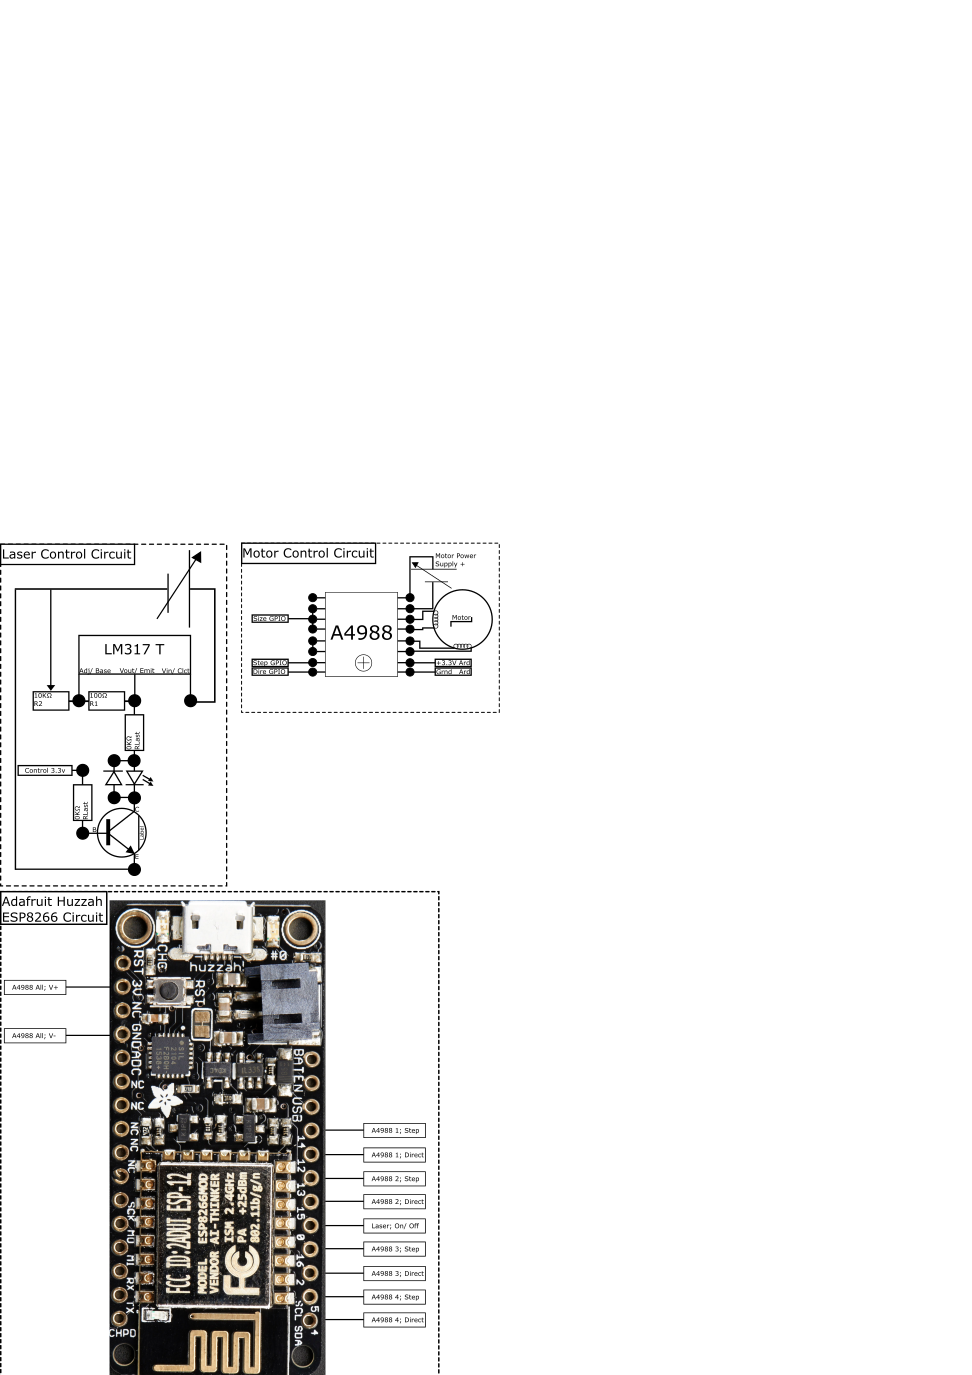 Laser Control Circuit
LM317 T
Adj/ Base Vout/ Emit Vin/ Clct
10KΩ
R2
100Ω
R1
0KΩ
RLast
Control 3.3v
0KΩ
RLast
B
C
E
Label
Motor Control Circuit
Motor Power
Supply +
Size GPIO
A4988
Motor
Step GPIO
Dire GPIO
+3.3V Ard
Grnd Ard
Adafruit Huzzah
ESP8266 Circuit
A4988 All; V+
A4988 All; V-
huzzah
#0
CHG
RST
RST
3V
NC
GND
ADC
NC
NC
NC
NC
NC
SCK
MO
MI
RX
TX
CHPD
BAT
EN
USB
14
12
13
15
0
16
2
5
SCL
4
SDA
FCC ID:2ADUI ESP-12
MODEL ESP8266MOD
VENDOR AI-THINKER
ISM 2.4GHz
PA +25dBm
802.11b/g/n
FC
A4988 1; Step
A4988 1; Direct
A4988 2; Step
A4988 2; Direct
Laser; On/ Off
A4988 3; Step
A4988 3; Direct
A4988 4; Step
A4988 4; Direct